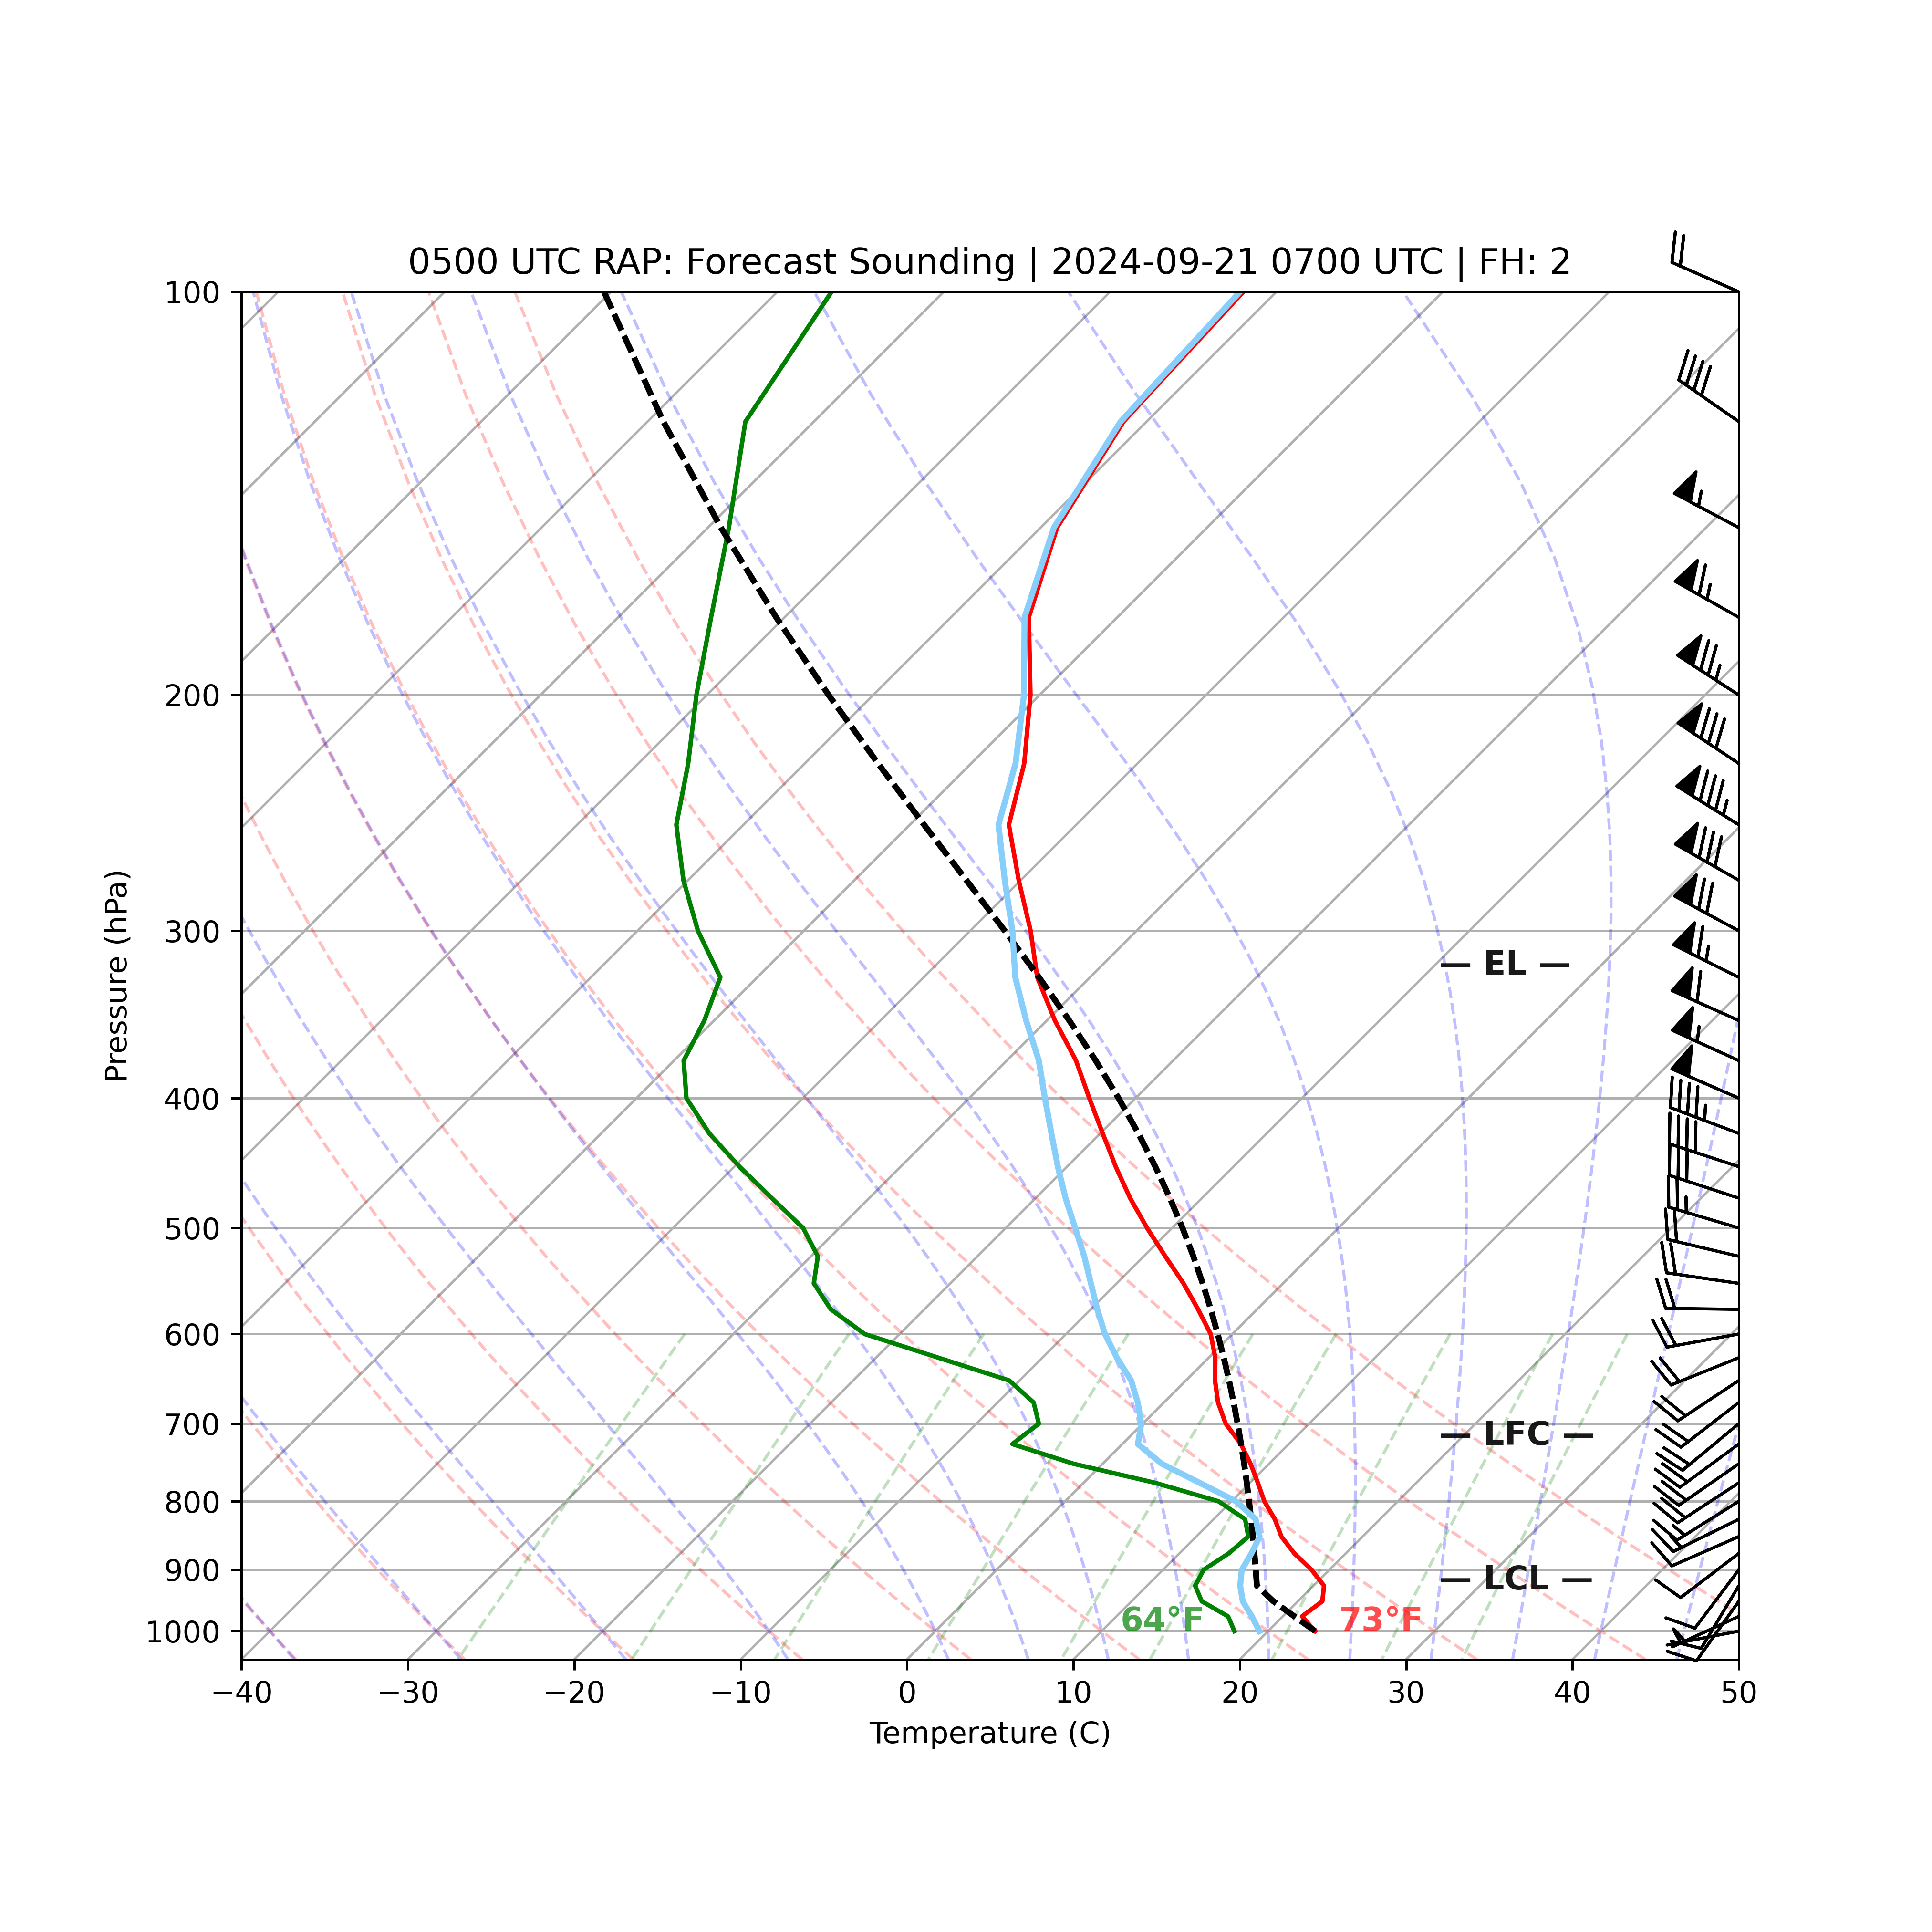 0500 UTC RAP: Forecast Sounding | 2024-09-21 0700 UTC | FH: 2
100
200
300
400
500
600
700
800
900
1000
Pressure (hPa)
— EL —
— LFC —
— LCL —
64°F
73°F
−40
−30
−20
−10
0
10
20
30
40
50
Temperature (C)